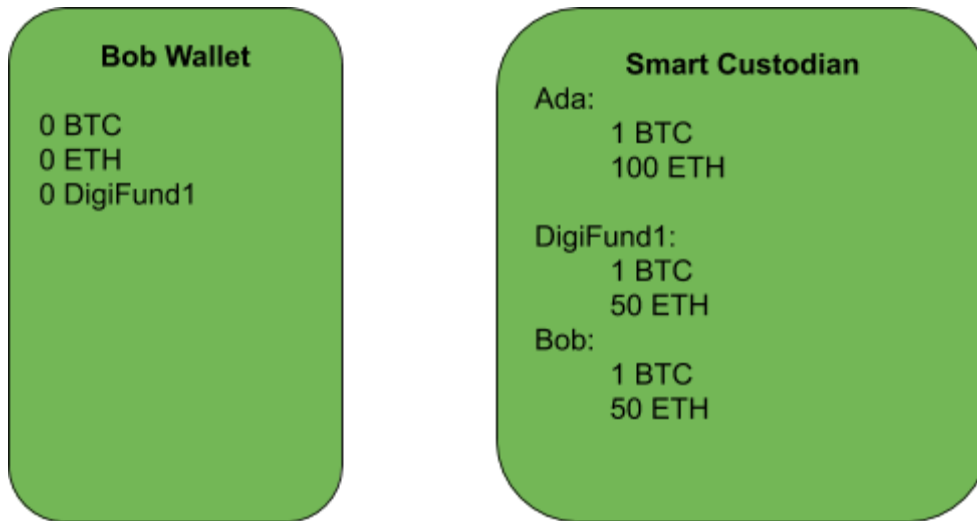 Bob Wallet
0 BTC
0 ETH
0 DigiFund1
Smart Custodian
Ada:
1 BTC
100 ETH
DigiFund1:
1 BTC
50 ETH
Bob:
1 BTC
50 ETH